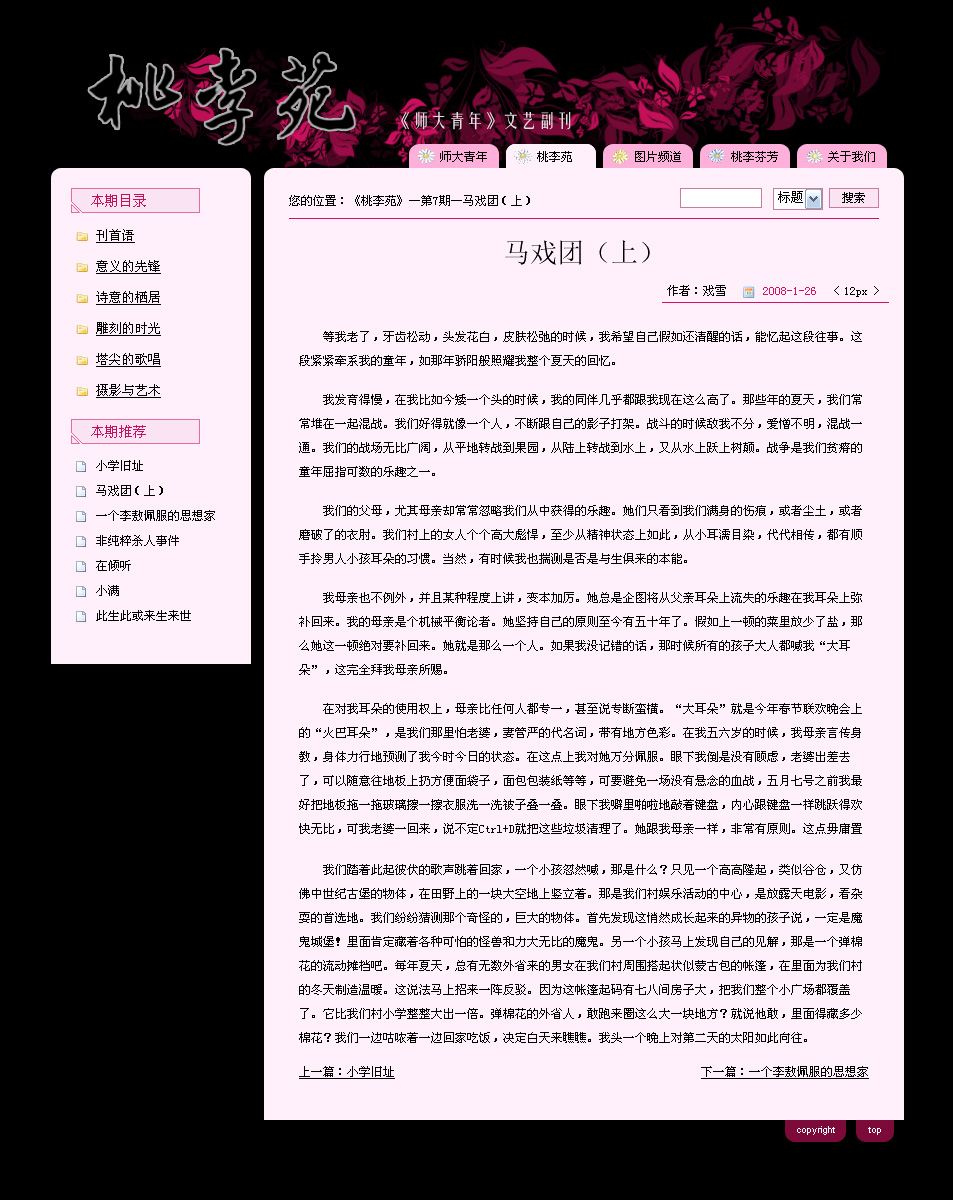 桃李苑
《师大青年》文艺副刊
师大青年 桃李苑 图片频道 桃李芬芳 关于我们
本期目录
刊首语
意义的先锋
诗意的栖居
雕刻的时光
塔尖的歌唱
摄影与艺术
本期推荐
小学旧址
马戏团(上)
一个李敖佩服的思想家
非纯粹杀人事件
在倾听
小满
此生此或来生来世
您的位置：《桃李苑》—第7期—马戏团(上) 标题 搜索
马戏团（上）
作者：戏雪 2008-1-26 〈 12px 〉
等我老了，牙齿松动，头发花白，皮肤松弛的时候，我希望自己假如还清醒的话，能忆起这段往事。这
段紧紧牵系我的童年，如那年骄阳般照耀我整个夏天的回忆。
我发育得慢，在我比如今矮一个头的时候，我的同伴几乎都跟我现在这么高了。那些年的夏天，我们常
常堆在一起混战。我们好得就像一个人，不断跟自己的影子打架。战斗的时候敌我不分，爱憎不明，混战一
通。我们的战场无比广阔，从平地转战到果园，从陆上转战到水上，又从水上跃上树颠。战争是我们贫瘠的
童年屈指可数的乐趣之一。
我们的父母，尤其母亲却常常忽略我们从中获得的乐趣。她们只看到我们满身的伤痕，或者尘土，或者
磨破了的衣肘。我们村上的女人个个高大彪悍，至少从精神状态上如此，从小耳濡目染，代代相传，都有顺
手拎男人小孩耳朵的习惯。当然，有时候我也揣测是否是与生俱来的本能。
我母亲也不例外，并且某种程度上讲，变本加厉。她总是企图将从父亲耳朵上流失的乐趣在我耳朵上弥
补回来。我的母亲是个机械平衡论者。她坚持自己的原则至今有五十年了。假如上一顿的菜里放少了盐，那
么她这一顿绝对要补回来。她就是那么一个人。如果我没记错的话，那时候所有的孩子大人都喊我“大耳
朵”，这完全拜我母亲所赐。
在对我耳朵的使用权上，母亲比任何人都专一，甚至说专断蛮横。“大耳朵”就是今年春节联欢晚会上
的“火巴耳朵”，是我们那里怕老婆，妻管严的代名词，带有地方色彩。在我五六岁的时候，我母亲言传身
教，身体力行地预测了我今时今日的状态。在这点上我对她万分佩服。眼下我倒是没有顾虑，老婆出差去
了，可以随意往地板上扔方便面袋子，面包包装纸等等，可要避免一场没有悬念的血战，五月七号之前我最
好把地板拖一拖玻璃擦一擦衣服洗一洗被子叠一叠。眼下我噼里啪啦地敲着键盘，内心跟键盘一样跳跃得欢
快无比，可我老婆一回来，说不定Ctrl+D就把这些垃圾清理了。她跟我母亲一样，非常有原则。这点毋庸置
我们踏着此起彼伏的歌声跳着回家，一个小孩忽然喊，那是什么？只见一个高高隆起，类似谷仓，又仿
佛中世纪古堡的物体，在田野上的一块大空地上竖立着。那是我们村娱乐活动的中心，是放露天电影，看杂
耍的首选地。我们纷纷猜测那个奇怪的，巨大的物体。首先发现这悄然成长起来的异物的孩子说，一定是魔
鬼城堡！里面肯定藏着各种可怕的怪兽和力大无比的魔鬼。另一个小孩马上发现自己的见解，那是一个弹棉
花的流动摊档吧。每年夏天，总有无数外省来的男女在我们村周围搭起状似蒙古包的帐篷，在里面为我们村
的冬天制造温暖。这说法马上招来一阵反驳。因为这帐篷起码有七八间房子大，把我们整个小广场都覆盖
了。它比我们村小学整整大出一倍。弹棉花的外省人，敢跑来圈这么大一块地方？就说他敢，里面得藏多少
棉花？我们一边咕哝着一边回家吃饭，决定白天来瞧瞧。我头一个晚上对第二天的太阳如此向往。
上一篇：小学旧址 下一篇：一个李敖佩服的思想家
copyright top